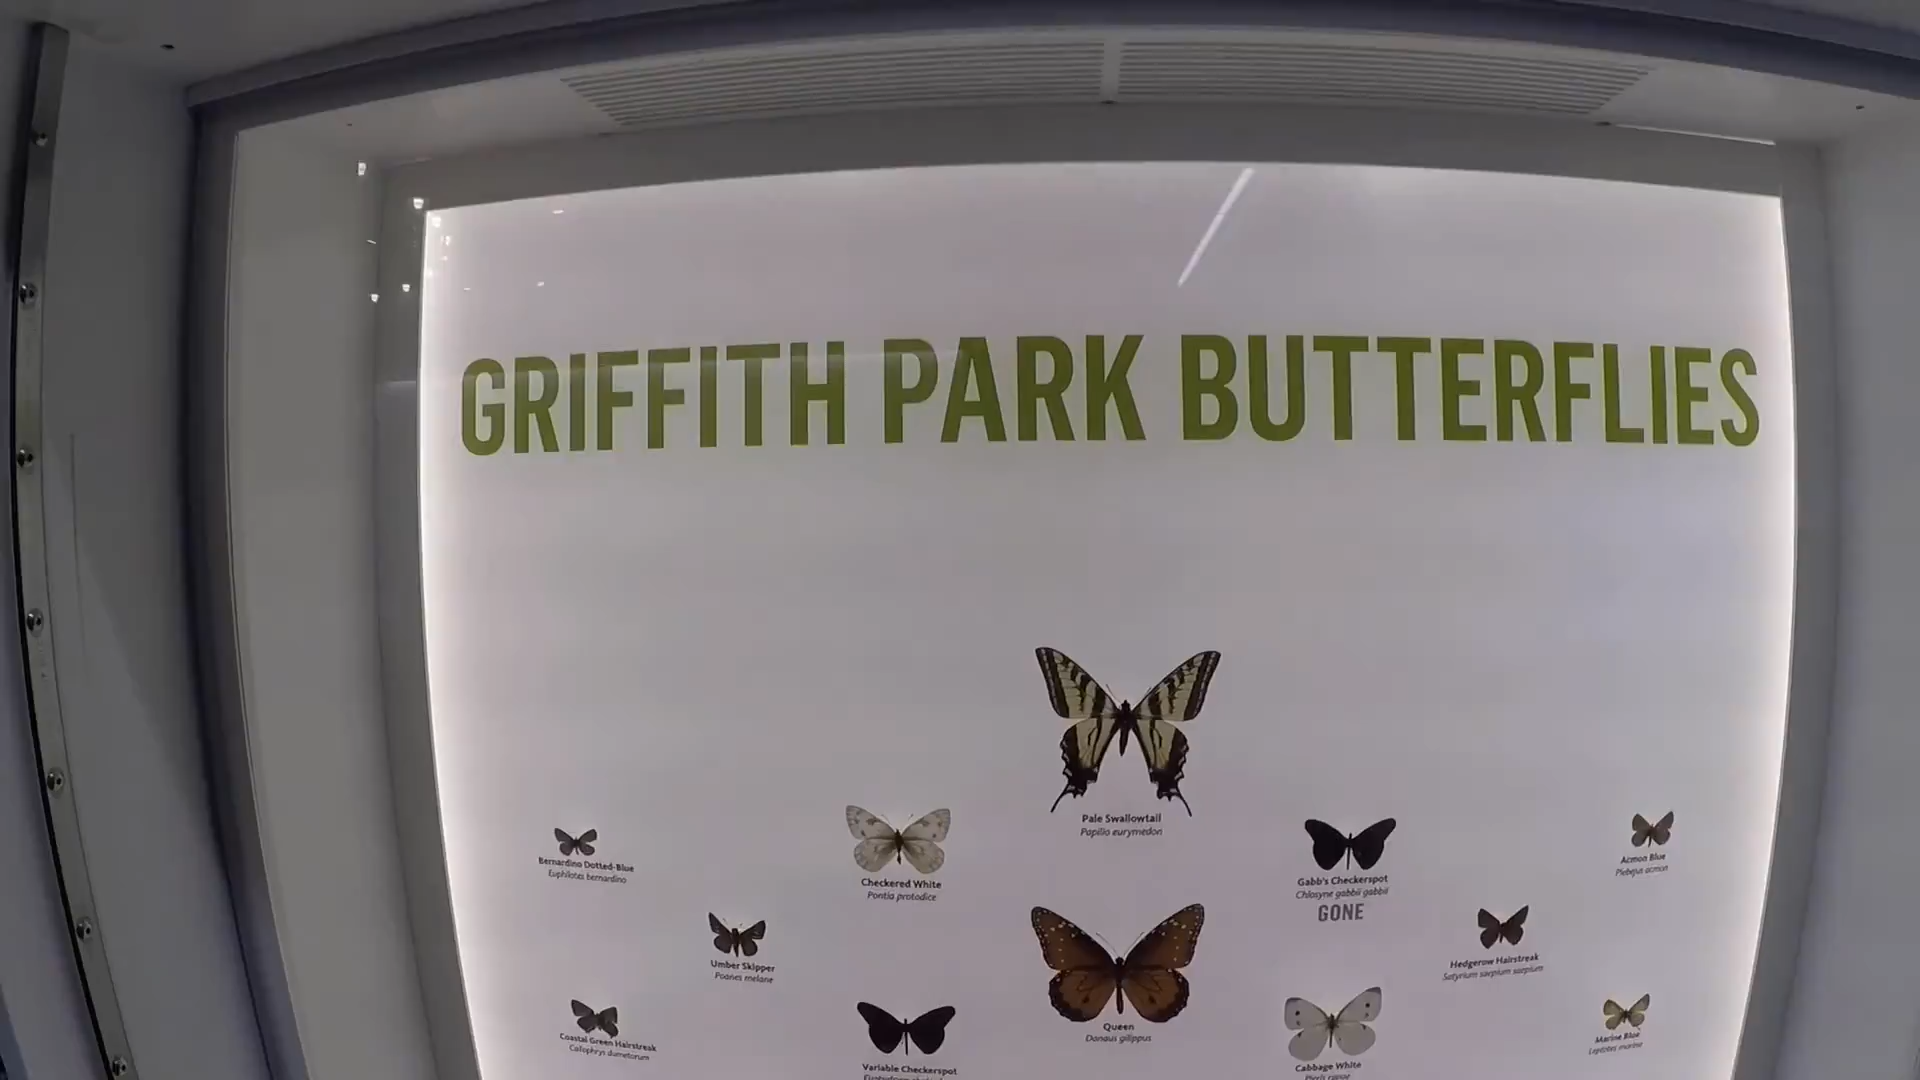 GRIFFITH PARK BUTTERFLIES
Pale Swallowtail
Papilio eurymedon
Bernardino Dotted-Blue
Euphilotes bernardino
Checkered White
Pontia protodice
Gabb's Checkerspot
Chlosyne gabbii gabbii
GONE
Acmon Blue
Plebejus acmon
Umber Skipper
Poanes melane
Hedgerow Hairstreak
Satyrium saepium saepium
Coastal Green Hairstreak
Callophrys dumetorum
Variable Checkerspot
Queen
Danaus gilippus
Cabbage White
Pieris rapae
Marine Blue
Leptotes marina